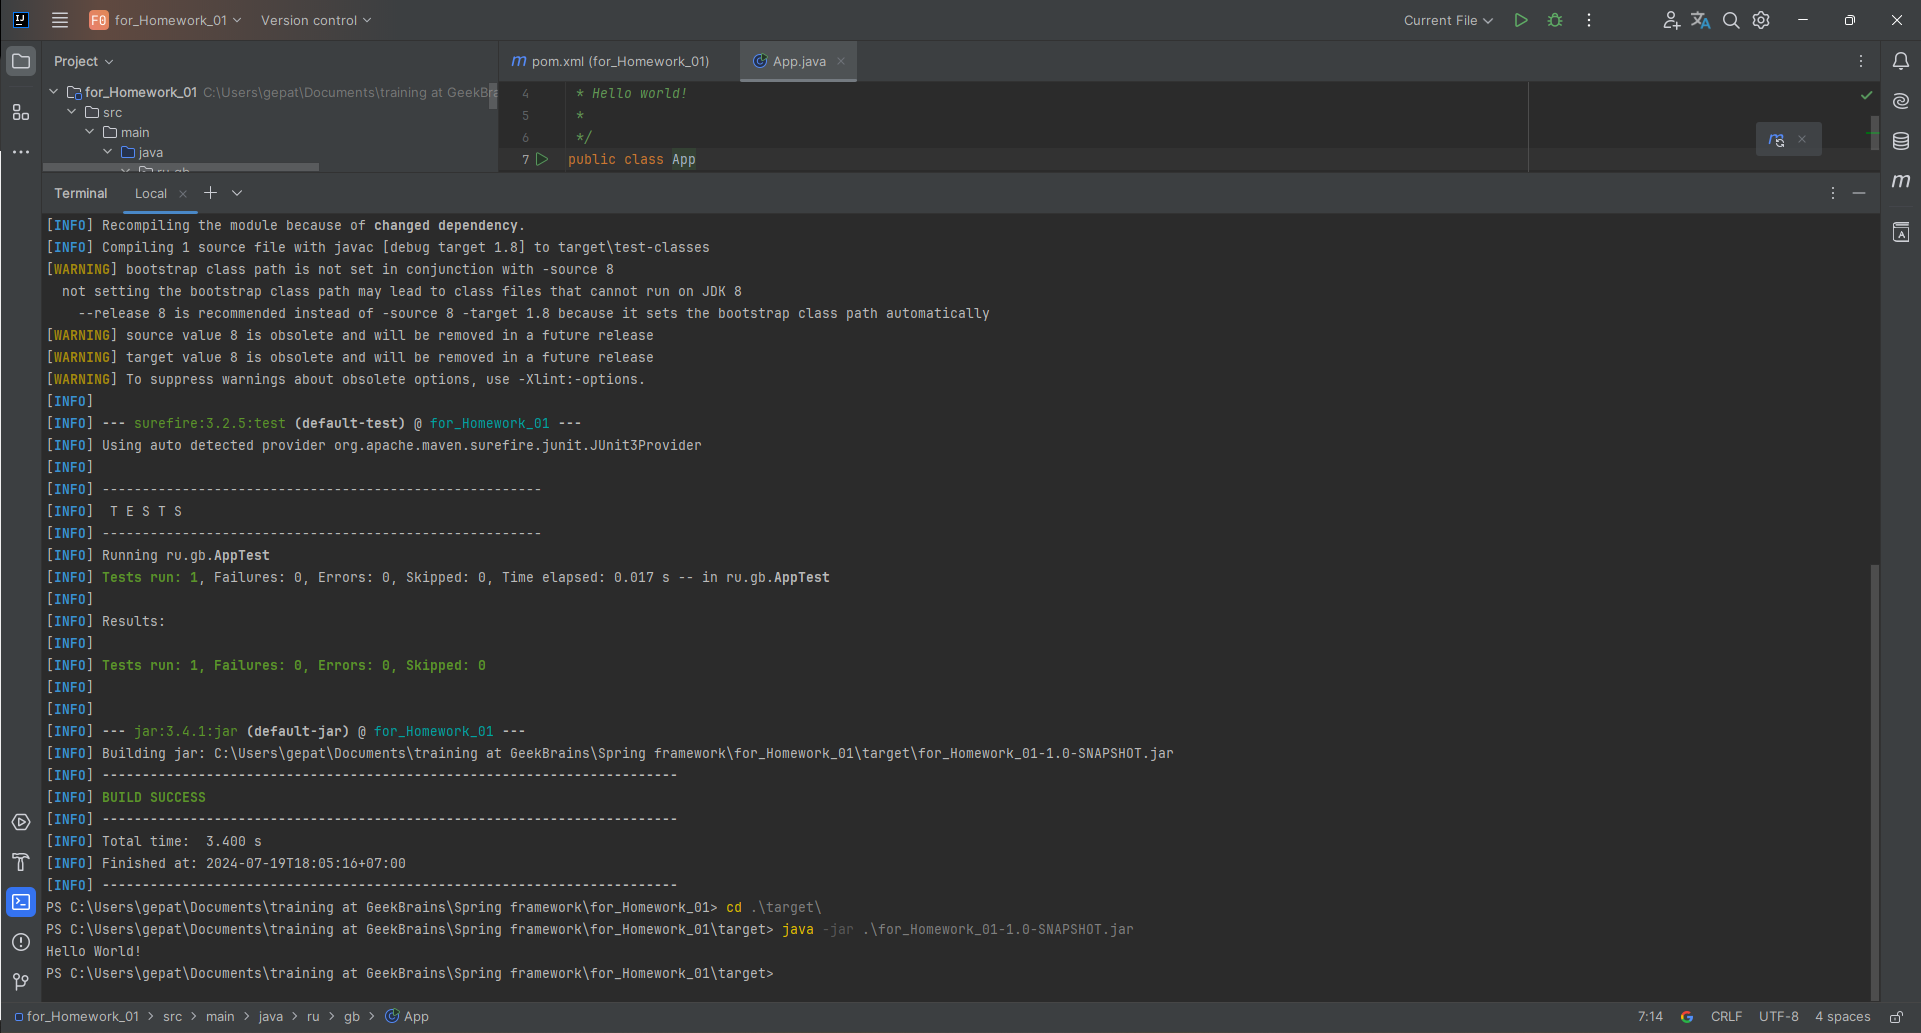 F0 for_Homework_01 Version control Current File
Project
pom.xml (for_Homework_01) App.java
for_Homework_01 C:\Users\gepat\Documents\training at GeekBra
src
main
java
4 * Hello world!
5 *
6 */
7 public class App
Terminal Local
[INFO] Recompiling the module because of changed dependency.
[INFO] Compiling 1 source file with javac [debug target 1.8] to target\test-classes
[WARNING] bootstrap class path is not set in conjunction with -source 8
not setting the bootstrap class path may lead to class files that cannot run on JDK 8
--release 8 is recommended instead of -source 8 -target 1.8 because it sets the bootstrap class path automatically
[WARNING] source value 8 is obsolete and will be removed in a future release
[WARNING] target value 8 is obsolete and will be removed in a future release
[WARNING] To suppress warnings about obsolete options, use -Xlint:-options.
[INFO]
[INFO] --- surefire:3.2.5:test (default-test) @ for_Homework_01 ---
[INFO] Using auto detected provider org.apache.maven.surefire.junit.JUnit3Provider
[INFO]
[INFO] -------------------------------------------------------
[INFO]  T E S T S
[INFO] -------------------------------------------------------
[INFO] Running ru.gb.AppTest
[INFO] Tests run: 1, Failures: 0, Errors: 0, Skipped: 0, Time elapsed: 0.017 s -- in ru.gb.AppTest
[INFO]
[INFO] Results:
[INFO]
[INFO] Tests run: 1, Failures: 0, Errors: 0, Skipped: 0
[INFO]
[INFO]
[INFO] --- jar:3.4.1:jar (default-jar) @ for_Homework_01 ---
[INFO] Building jar: C:\Users\gepat\Documents\training at GeekBrains\Spring framework\for_Homework_01\target\for_Homework_01-1.0-SNAPSHOT.jar
[INFO] ------------------------------------------------------------------------
[INFO] BUILD SUCCESS
[INFO] ------------------------------------------------------------------------
[INFO] Total time:  3.400 s
[INFO] Finished at: 2024-07-19T18:05:16+07:00
[INFO] ------------------------------------------------------------------------
PS C:\Users\gepat\Documents\training at GeekBrains\Spring framework\for_Homework_01> cd .\target\
PS C:\Users\gepat\Documents\training at GeekBrains\Spring framework\for_Homework_01\target> java -jar .\for_Homework_01-1.0-SNAPSHOT.jar
Hello World!
PS C:\Users\gepat\Documents\training at GeekBrains\Spring framework\for_Homework_01\target>
for_Homework_01 > src > main > java > ru > gb > App 7:14 CRLF UTF-8 4 spaces